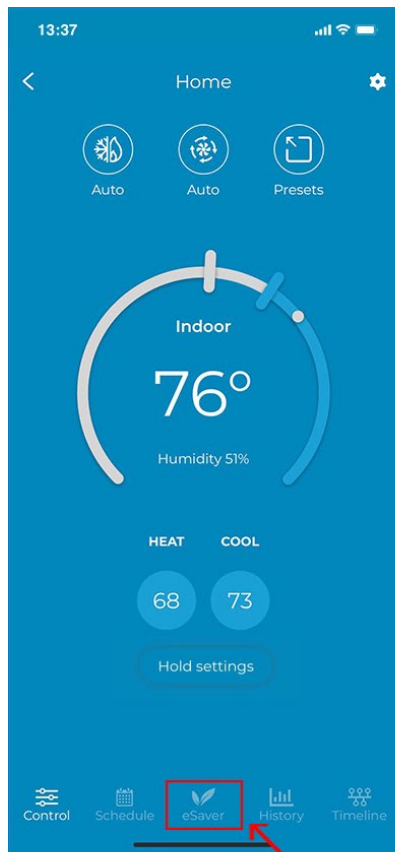 13:37
Home
Auto Auto Presets
Indoor
76°
Humidity 51%
HEAT COOL
68 73
Hold settings
Control Schedule eSaver History Timeline